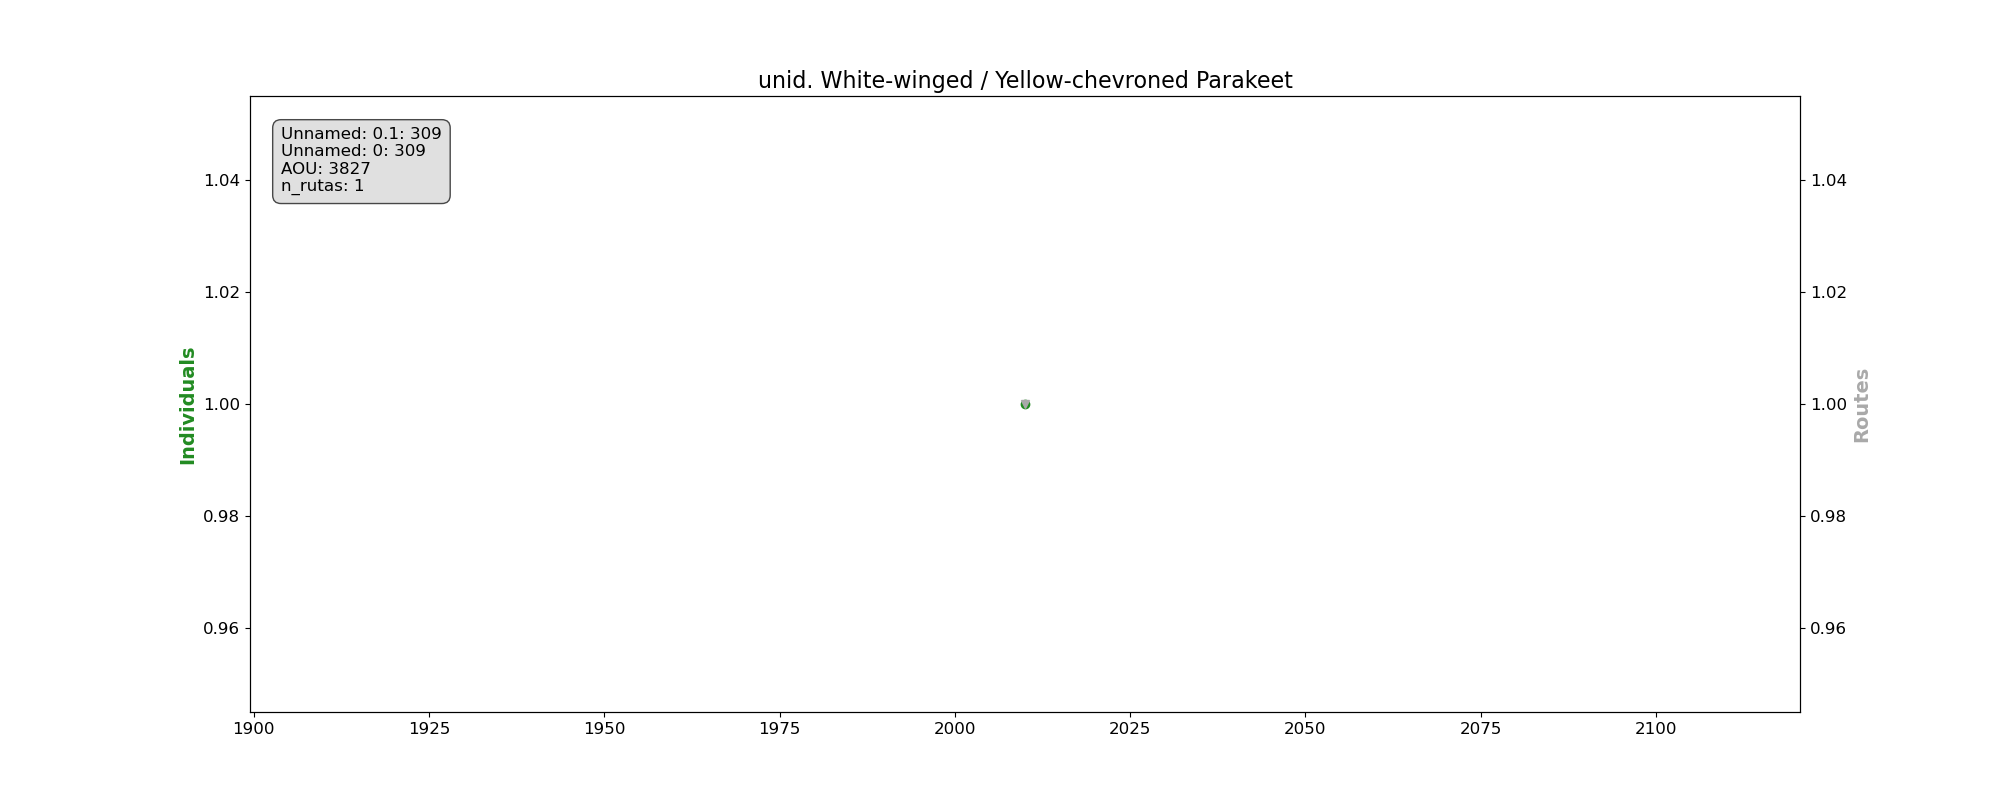 unid. White-winged / Yellow-chevroned Parakeet
Unnamed: 0.1: 309
Unnamed: 0: 309
AOU: 3827
n_rutas: 1
Individuals
1.04
1.02
1.00
0.98
0.96
1.04
1.02
1.00
0.98
0.96
Routes
1900 1925 1950 1975 2000 2025 2050 2075 2100